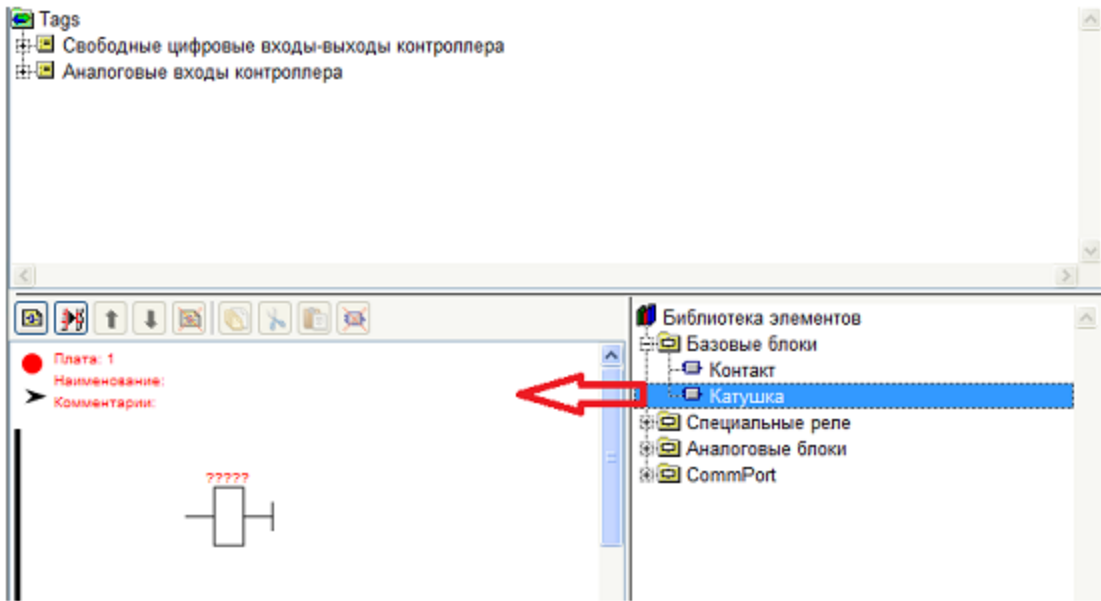 Tags
Свободные цифровые входы-выходы контроллера
Аналоговые входы контроллера
Библиотека элементов
Базовые блоки
Контакт
Катушка
Специальные реле
Аналоговые блоки
CommPort
Плата: 1
Наименование:
Комментарии:
?????